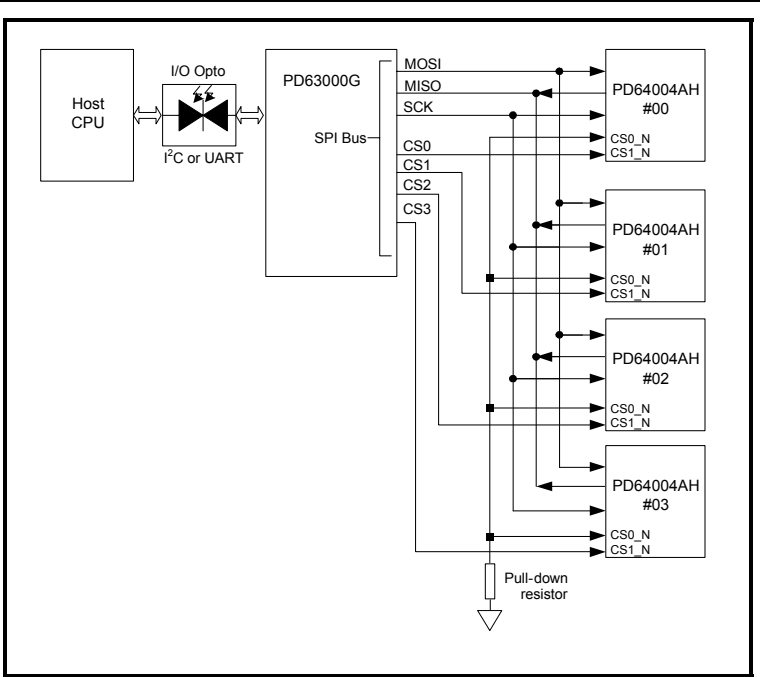 Host
CPU
I/O Opto
I²C or UART
PD63000G
SPI Bus
MOSI
MISO
SCK
CS0
CS1
CS2
CS3
PD64004AH
#00
CS0_N
CS1_N
PD64004AH
#01
CS0_N
CS1_N
PD64004AH
#02
CS0_N
CS1_N
PD64004AH
#03
CS0_N
CS1_N
Pull-down
resistor